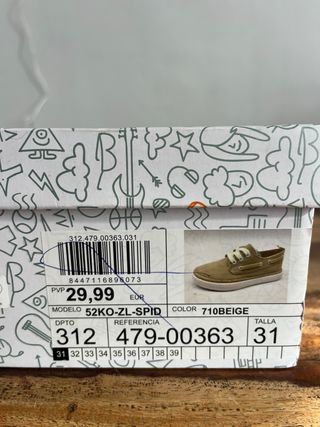 312.479.00363.031
8447116896073
PVP 29,99 EUR
MODELO 52KO-ZL-SPID COLOR 710BEIGE
DPTO REFERENCIA TALLA
312 479-00363 31
31 32 33 34 35 36 37 38 39